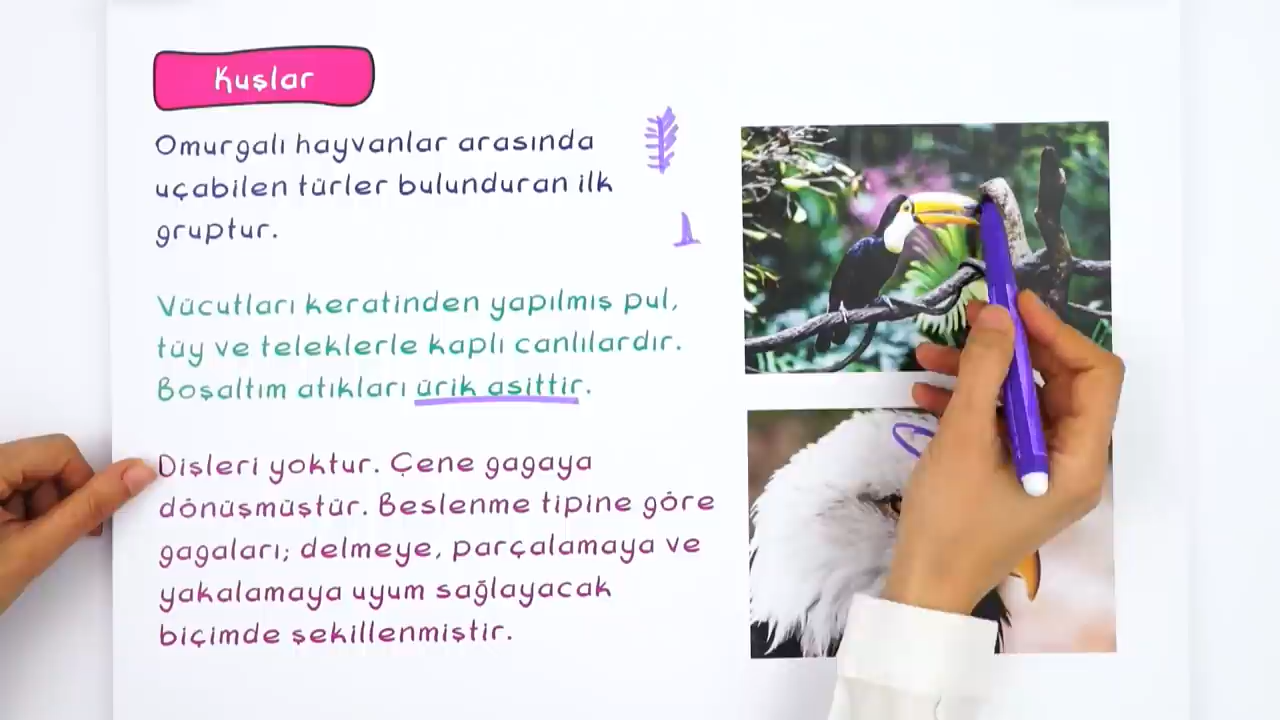 Kuşlar
Omurgalı hayvanlar arasında
uçabilen türler bulunduran ilk
gruptur.
Vücutları keratinden yapılmış pul,
tüy ve teleklerle kaplı canlılardır.
Boşaltım atıkları ürik asittir.
Dişleri yoktur. Çene gagaya
dönüşmüştür. Beslenme tipine göre
gagaları; delmeye, parçalamaya ve
yakalamaya uyum sağlayacak
biçimde şekillenmiştir.